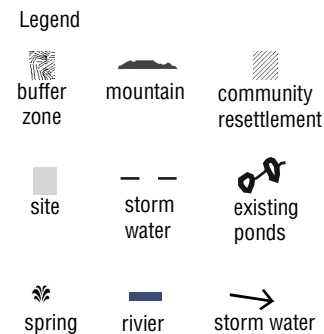 Legend
buffer
zone
mountain
community
resettlement
site
storm
water
existing
ponds
spring
rivier
storm water